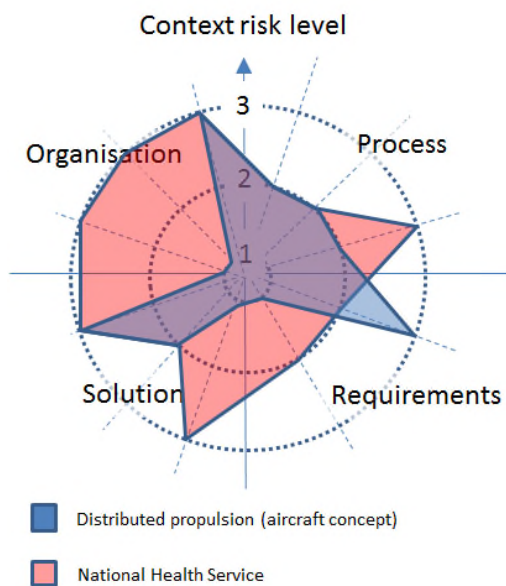 Context risk level
3
Organisation
Process
2
1
Solution
Requirements
Distributed propulsion (aircraft concept)
National Health Service